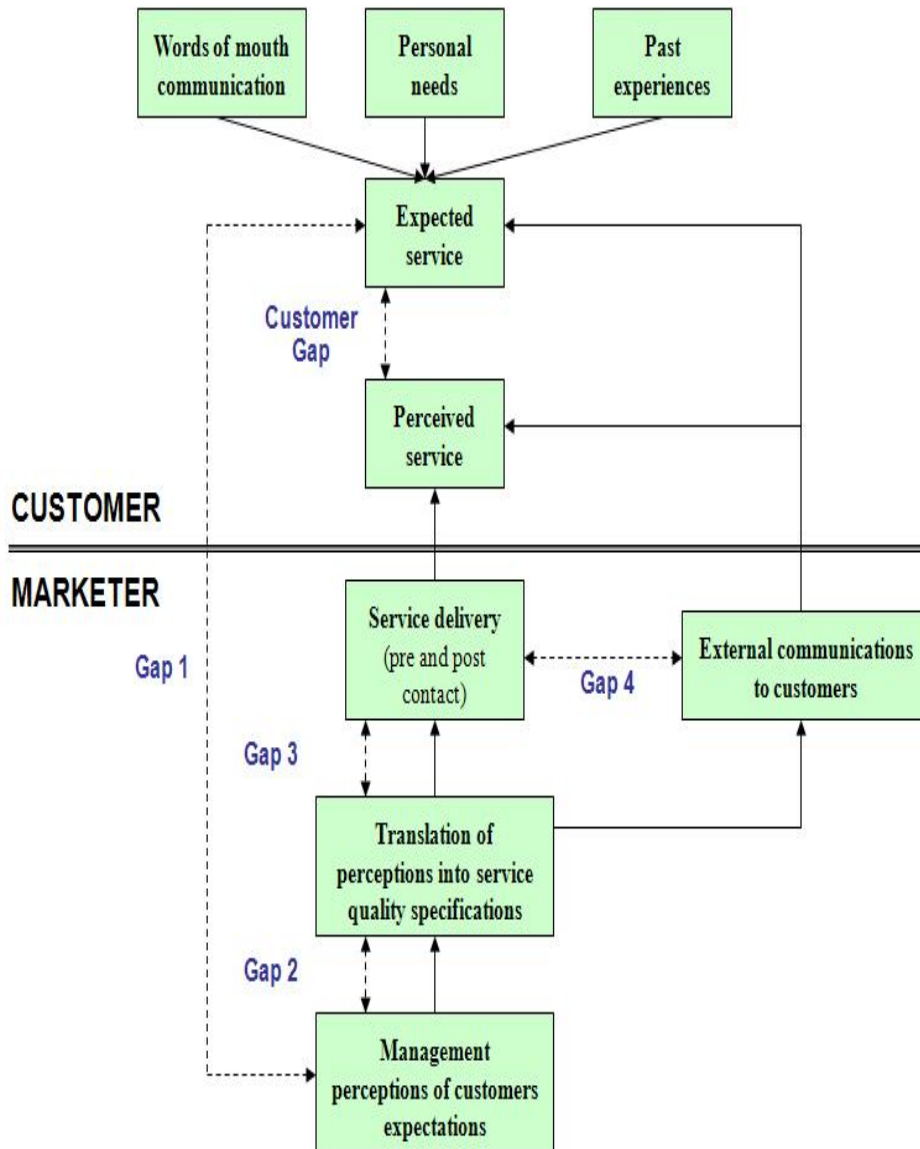 Words of mouth
communication
Personal
needs
Past
experiences
Expected
service
Customer
Gap
Perceived
service
CUSTOMER
MARKETER
Service delivery
(pre and post
contact)
External communications
to customers
Gap 1
Gap 4
Gap 3
Translation of
perceptions into service
quality specifications
Gap 2
Management
perceptions of customers
expectations